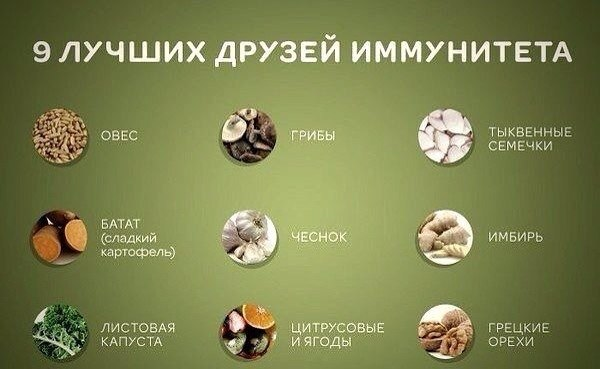 9 ЛУЧШИХ ДРУЗЕЙ ИММУНИТЕТА
ОВЕС
ГРИБЫ
ТЫКВЕННЫЕ
СЕМЕЧКИ
БАТАТ
(сладкий
картофель)
ЧЕСНОК
ИМБИРЬ
ЛИСТОВАЯ
КАПУСТА
ЦИТРУСОВЫЕ
И ЯГОДЫ
ГРЕЦКИЕ
ОРЕХИ